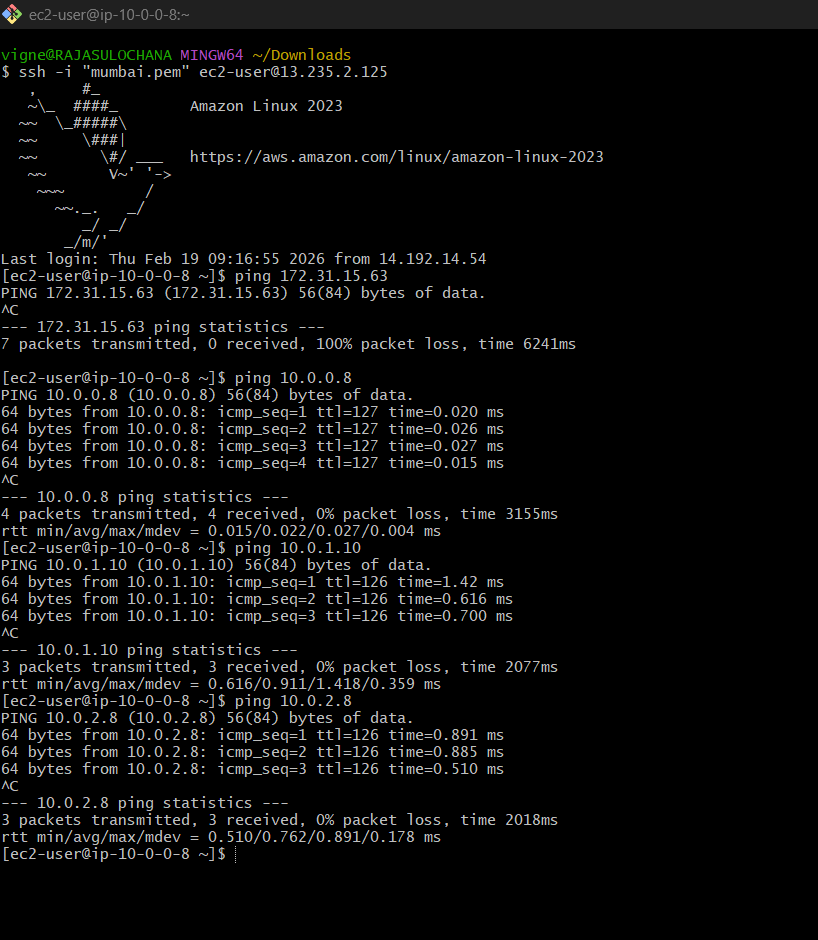 ec2-user@ip-10-0-0-8:~
vigne@RAJASULOCHANA MINGW64 ~/Downloads
$ ssh -i "mumbai.pem" ec2-user@13.235.2.125
   ,     #_
   ~\_  ####_        Amazon Linux 2023
  ~~  \_#####\
  ~~     \###|
  ~~       \#/ ___   https://aws.amazon.com/linux/amazon-linux-2023
   ~~       V~' '->
    ~~~         /
      ~~._.   _/
         _/ _/
       _/m/'
Last login: Thu Feb 19 09:16:55 2026 from 14.192.14.54
[ec2-user@ip-10-0-0-8 ~]$ ping 172.31.15.63
PING 172.31.15.63 (172.31.15.63) 56(84) bytes of data.
^C
--- 172.31.15.63 ping statistics ---
7 packets transmitted, 0 received, 100% packet loss, time 6241ms

[ec2-user@ip-10-0-0-8 ~]$ ping 10.0.0.8
PING 10.0.0.8 (10.0.0.8) 56(84) bytes of data.
64 bytes from 10.0.0.8: icmp_seq=1 ttl=127 time=0.020 ms
64 bytes from 10.0.0.8: icmp_seq=2 ttl=127 time=0.026 ms
64 bytes from 10.0.0.8: icmp_seq=3 ttl=127 time=0.027 ms
64 bytes from 10.0.0.8: icmp_seq=4 ttl=127 time=0.015 ms
^C
--- 10.0.0.8 ping statistics ---
4 packets transmitted, 4 received, 0% packet loss, time 3155ms
rtt min/avg/max/mdev = 0.015/0.022/0.027/0.004 ms
[ec2-user@ip-10-0-0-8 ~]$ ping 10.0.1.10
PING 10.0.1.10 (10.0.1.10) 56(84) bytes of data.
64 bytes from 10.0.1.10: icmp_seq=1 ttl=126 time=1.42 ms
64 bytes from 10.0.1.10: icmp_seq=2 ttl=126 time=0.616 ms
64 bytes from 10.0.1.10: icmp_seq=3 ttl=126 time=0.700 ms
^C
--- 10.0.1.10 ping statistics ---
3 packets transmitted, 3 received, 0% packet loss, time 2077ms
rtt min/avg/max/mdev = 0.616/0.911/1.418/0.359 ms
[ec2-user@ip-10-0-0-8 ~]$ ping 10.0.2.8
PING 10.0.2.8 (10.0.2.8) 56(84) bytes of data.
64 bytes from 10.0.2.8: icmp_seq=1 ttl=126 time=0.891 ms
64 bytes from 10.0.2.8: icmp_seq=2 ttl=126 time=0.885 ms
64 bytes from 10.0.2.8: icmp_seq=3 ttl=126 time=0.510 ms
^C
--- 10.0.2.8 ping statistics ---
3 packets transmitted, 3 received, 0% packet loss, time 2018ms
rtt min/avg/max/mdev = 0.510/0.762/0.891/0.178 ms
[ec2-user@ip-10-0-0-8 ~]$